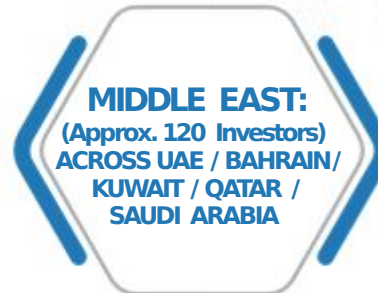 MIDDLE EAST:
(Approx. 120 Investors)
ACROSS UAE / BAHRAIN/
KUWAIT / QATAR /
SAUDI ARABIA